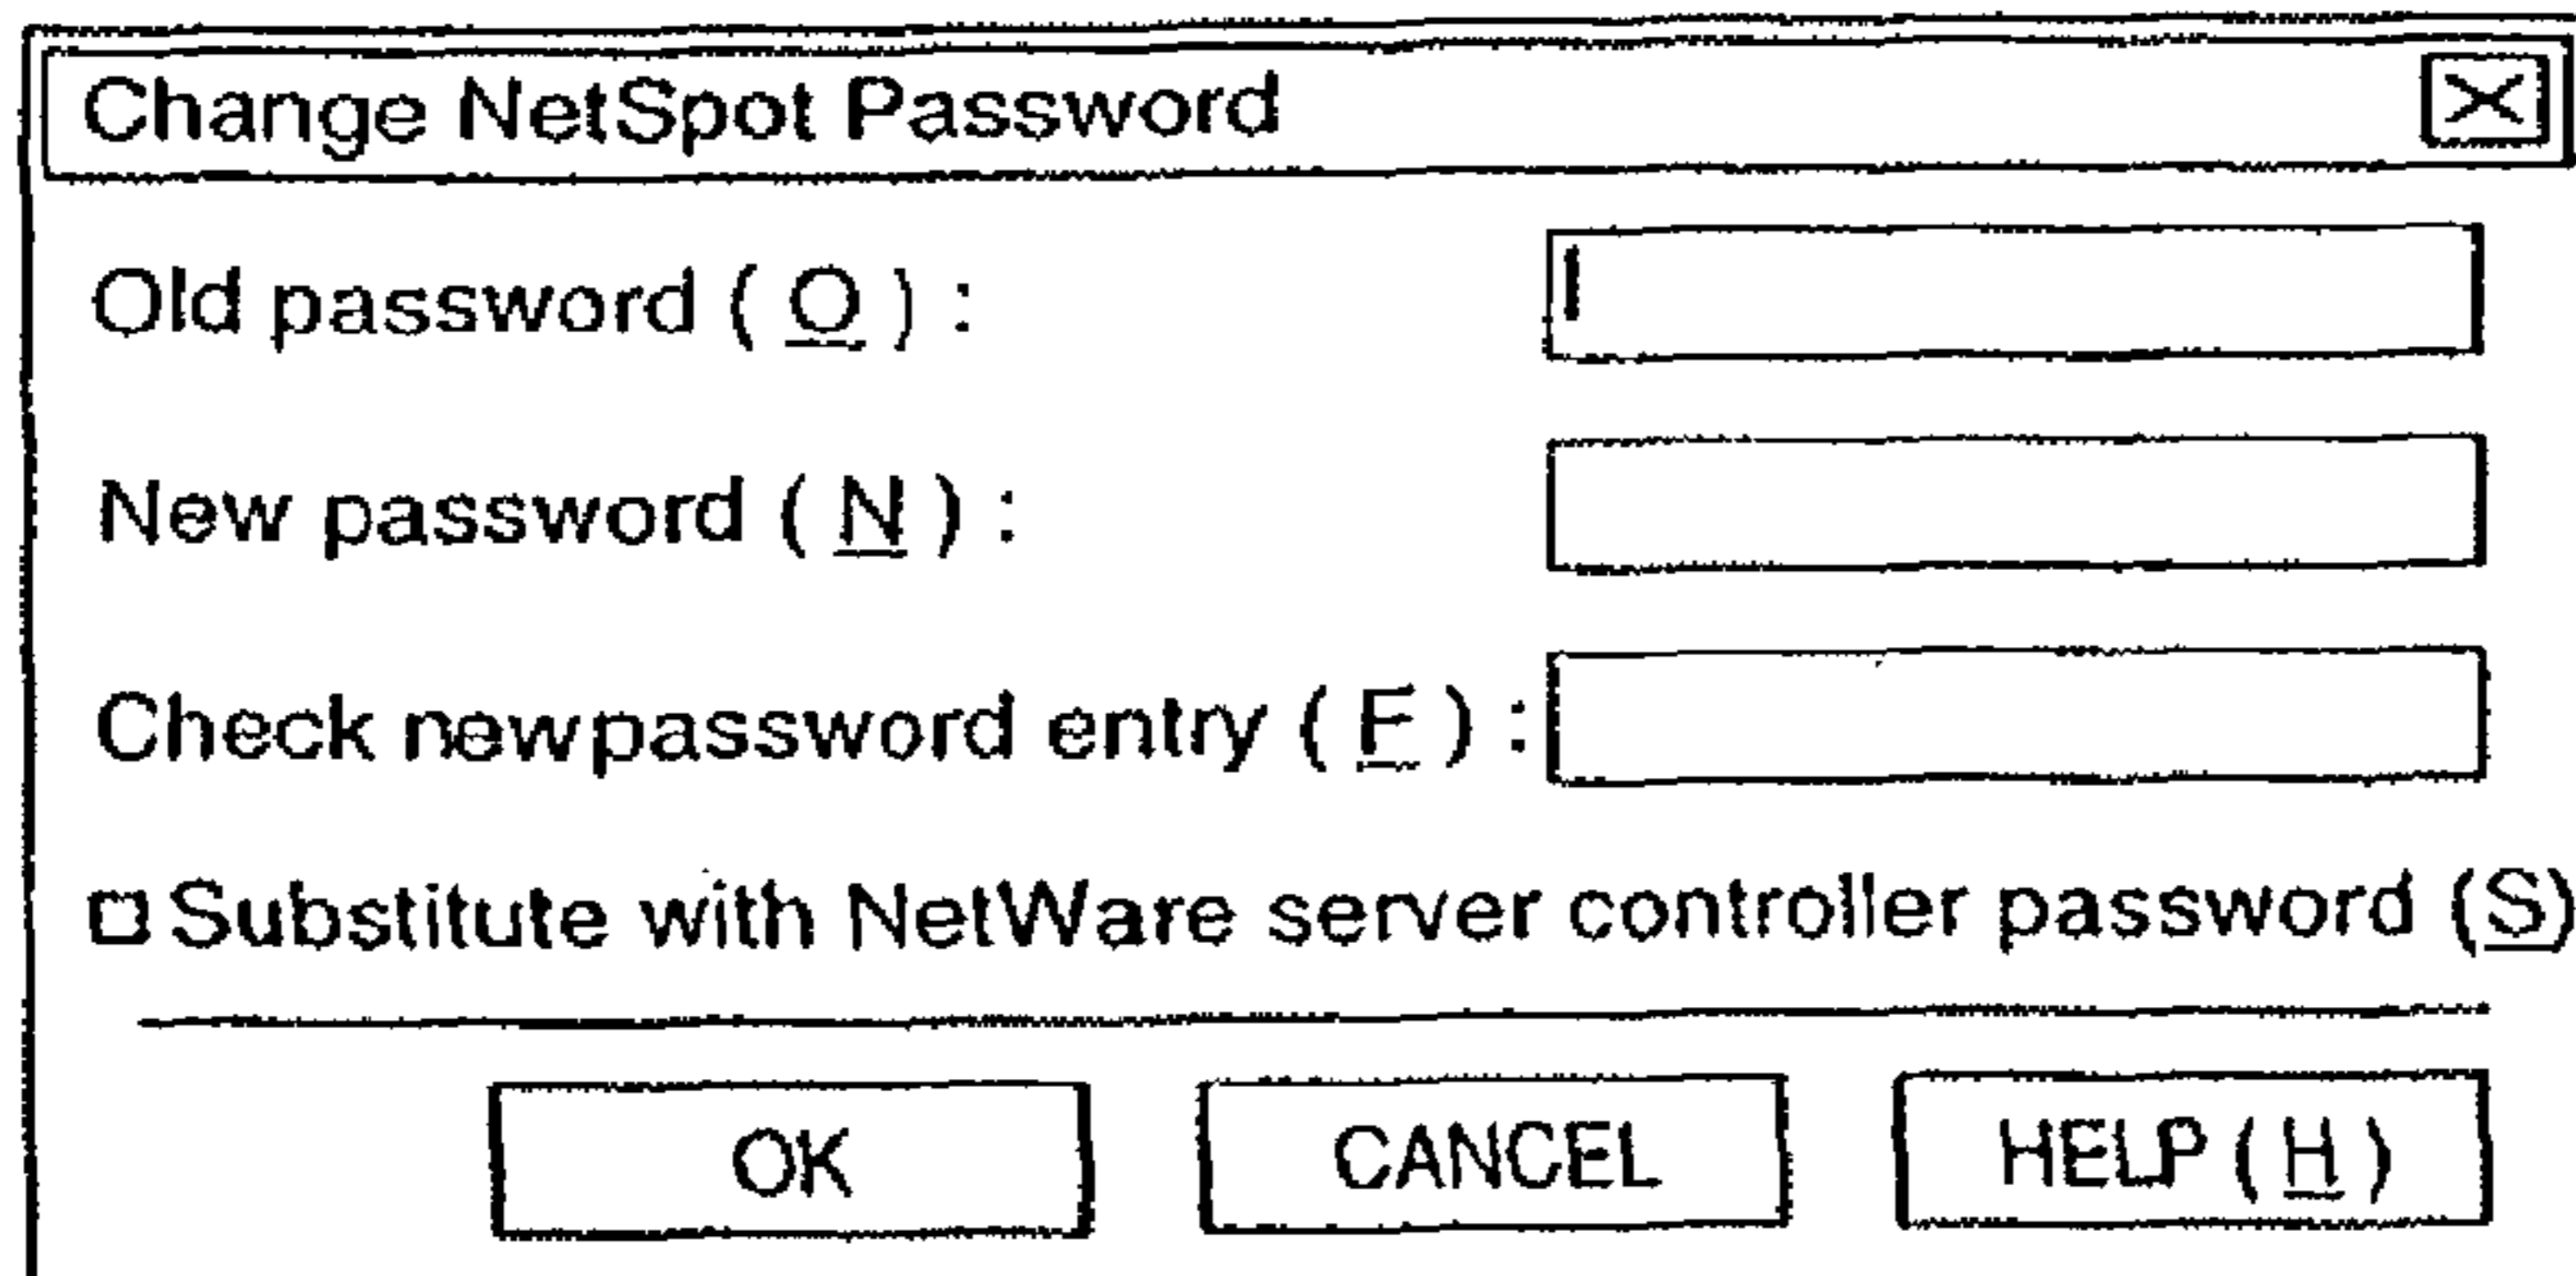 Change NetSpot Password
Old password ( O ) :
New password ( N ) :
Check newpassword entry ( F ) :
Substitute with NetWare server controller password (S)
OK CANCEL HELP ( H )